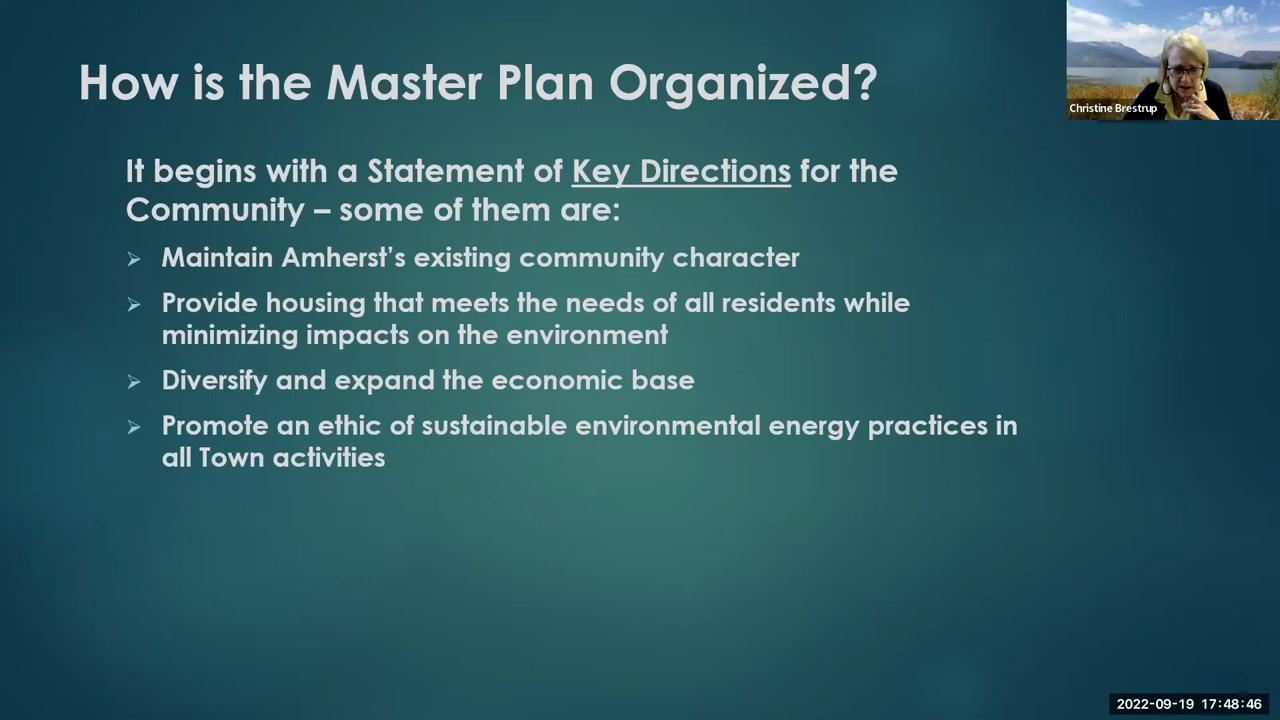 How is the Master Plan Organized?
Christine Brestrup
It begins with a Statement of Key Directions for the
Community – some of them are:
➢ Maintain Amherst’s existing community character
➢ Provide housing that meets the needs of all residents while
minimizing impacts on the environment
➢ Diversify and expand the economic base
➢ Promote an ethic of sustainable environmental energy practices in
all Town activities
2022-09-19 17:48:46